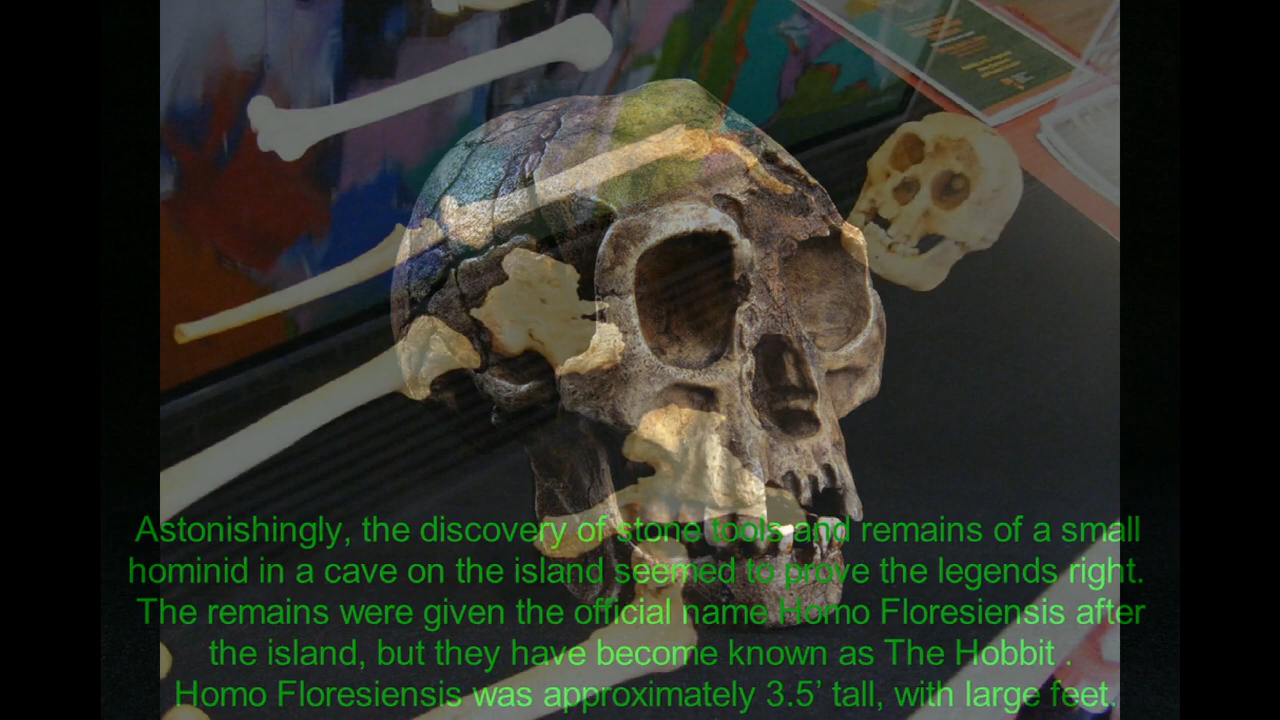 Astonishingly, the discovery of stone tools and remains of a small
hominid in a cave on the island seemed to prove the legends right.
The remains were given the official name Homo Floresiensis after
the island, but they have become known as The Hobbit .
Homo Floresiensis was approximately 3.5’ tall, with large feet.